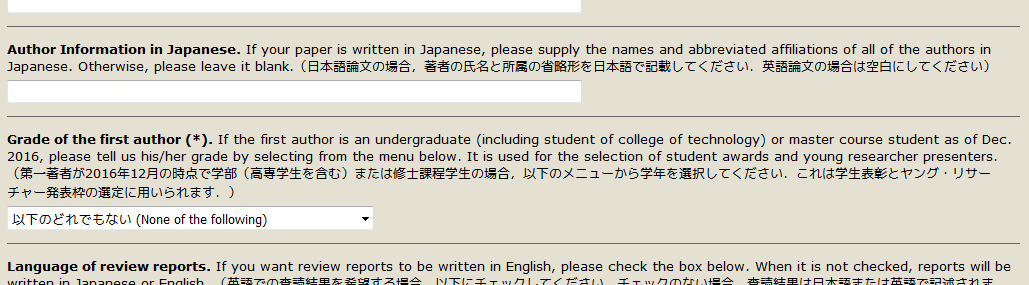 Author Information in Japanese. If your paper is written in Japanese, please supply the names and abbreviated affiliations of all of the authors in
Japanese. Otherwise, please leave it blank.（日本語論文の場合，著者の氏名と所属の省略形を日本語で記載してください．英語論文の場合は空白にしてください）
Grade of the first author (*). If the first author is an undergraduate (including student of college of technology) or master course student as of Dec.
2016, please tell us his/her grade by selecting from the menu below. It is used for the selection of student awards and young researcher presenters.
（第一著者が2016年12月の時点で学部（高専学生を含む）または修士課程学生の場合，以下のメニューから学年を選択してください．これは学生表彰とヤング・リサー
チャー発表枠の選定に用いられます．）
以下のどれでもない (None of the following)
Language of review reports. If you want review reports to be written in English, please check the box below. When it is not checked, reports will be
written in Japanese or English.（英語での査読結果を希望する場合，以下にチェックしてください．チェックのない場合，査読結果は日本語または英語で記述されま